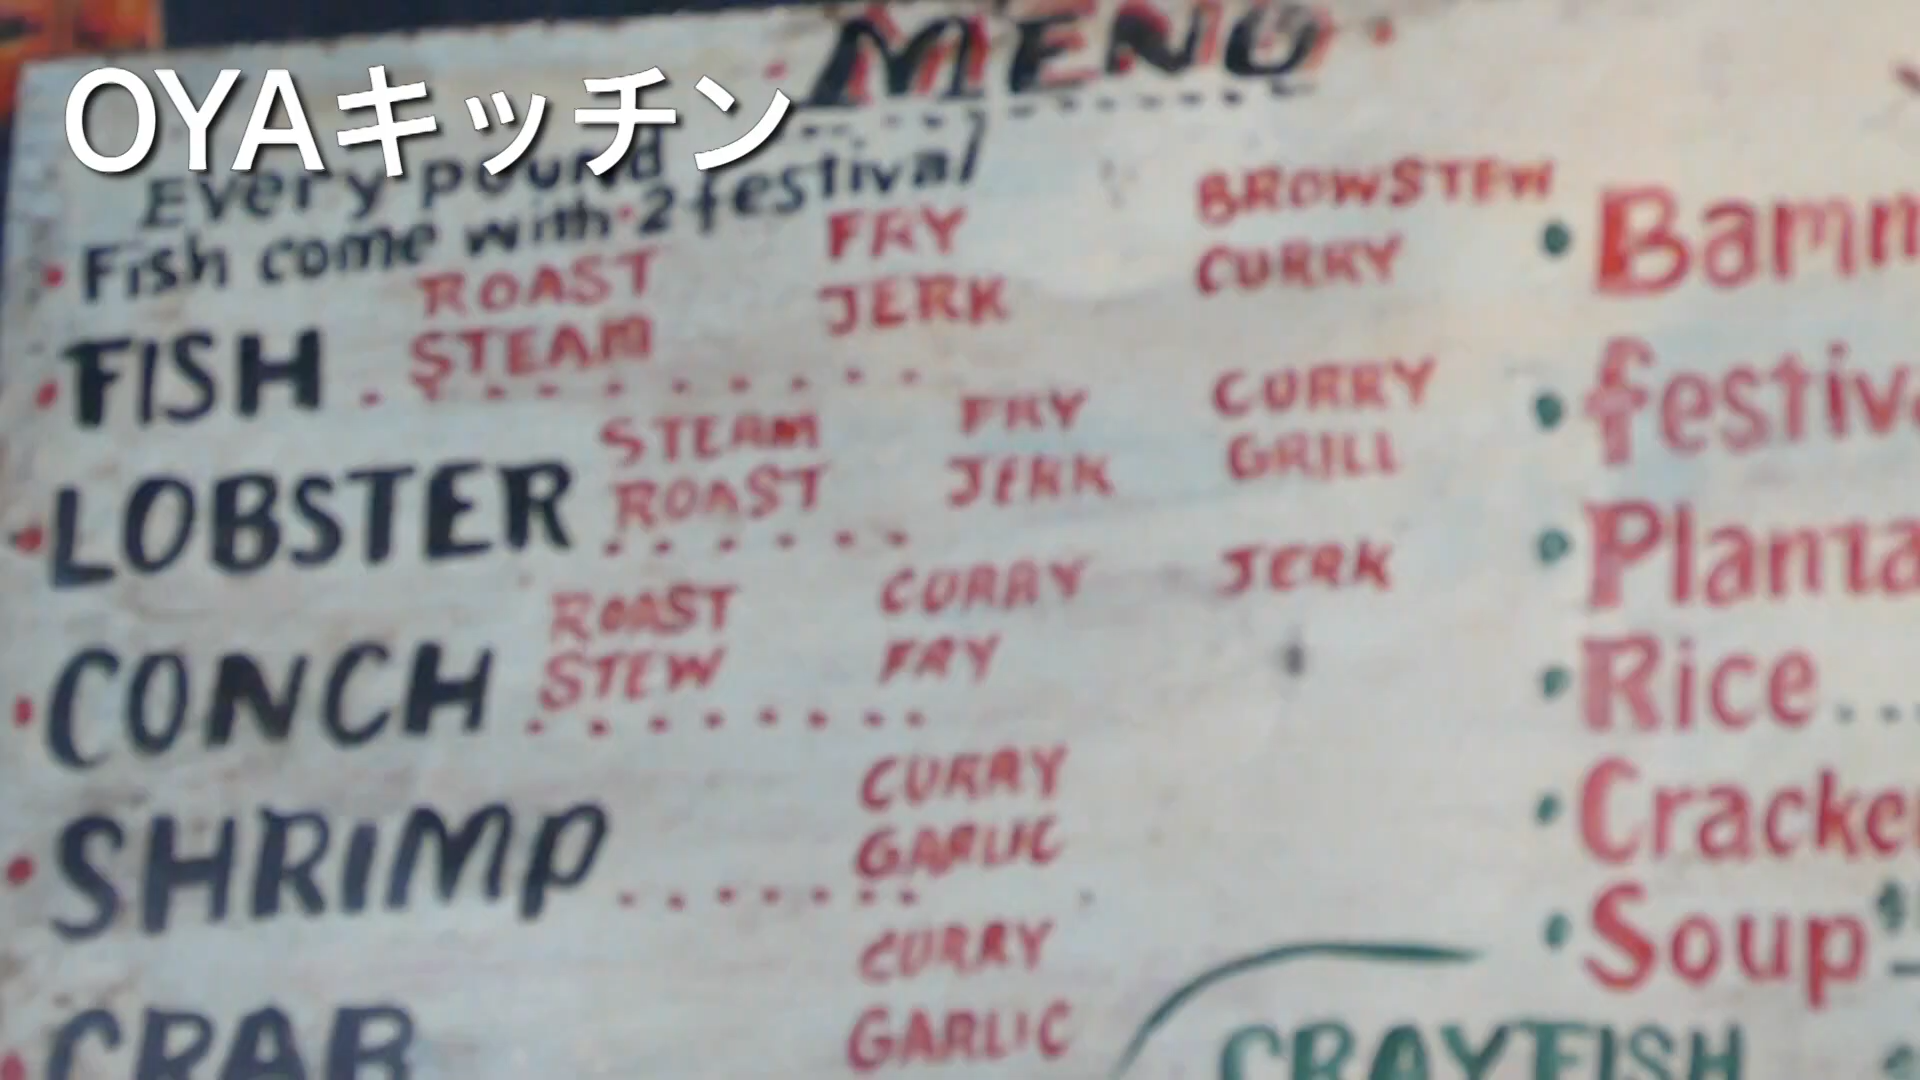 MENU
OYAキッチン
Every pound
Fish come with 2 festival
FISH
ROAST FRY BROWSTEW
STEAM JERK CURRY
LOBSTER
STEAM FRY CURRY
ROAST JERK GRILL
CONCH
ROAST CURRY JERK
STEW FRY
SHRIMP
CURRY
GARLIC
CRAB
CURRY
GARLIC
Bamm
festiva
Planta
Rice...
Cracke
Soup
CRAYFISH